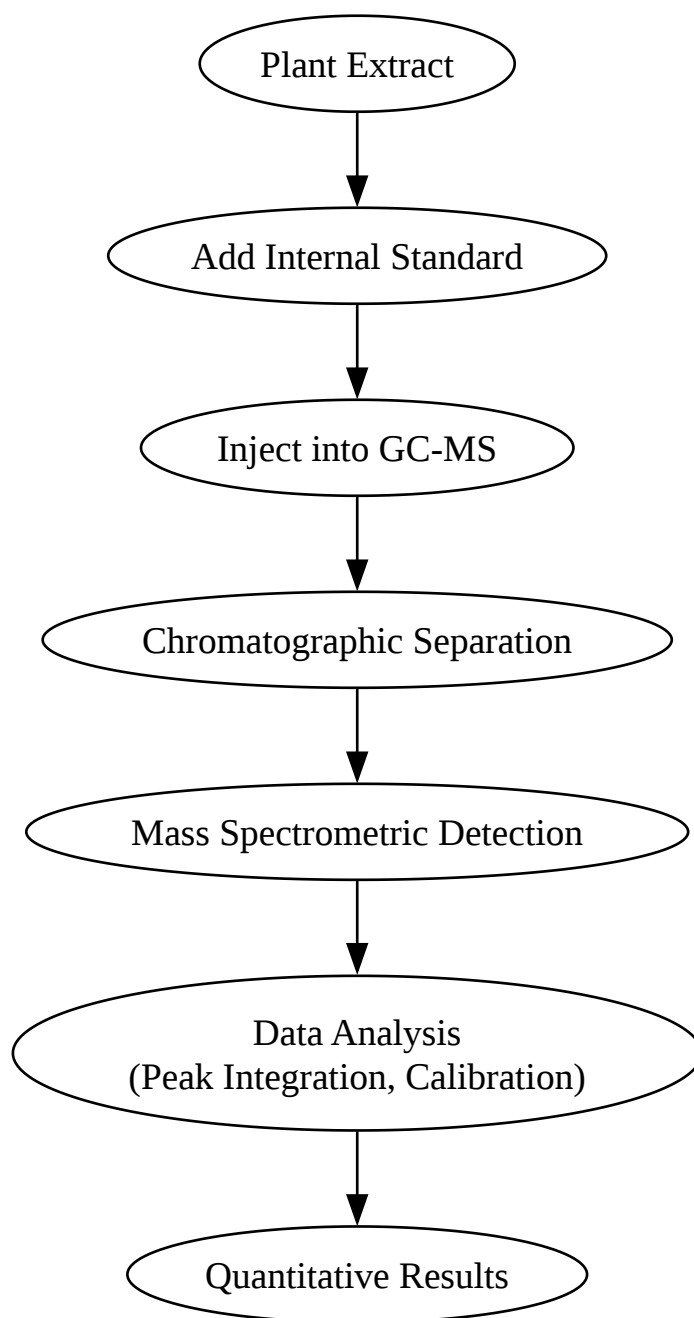 Plant Extract
Add Internal Standard
Inject into GC-MS
Chromatographic Separation
Mass Spectrometric Detection
Data Analysis
(Peak Integration, Calibration)
Quantitative Results